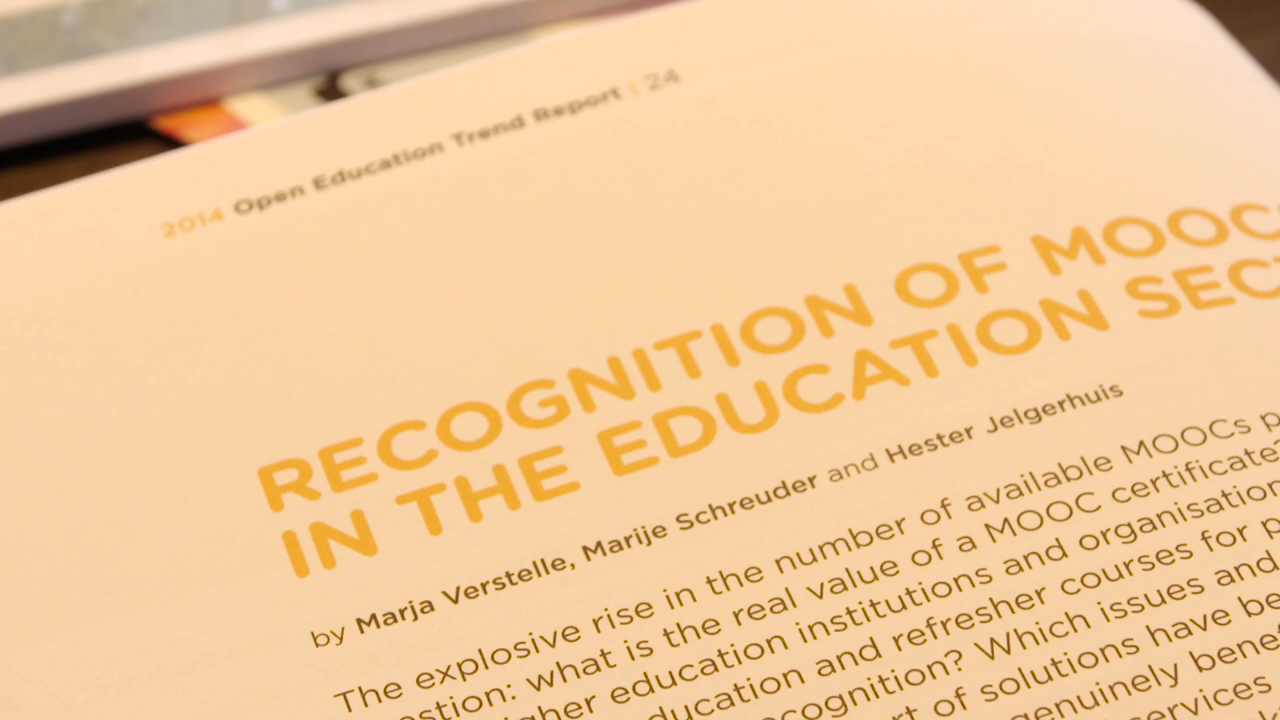 2014 Open Education Trend Report | 24
RECOGNITION OF MOOC
IN THE EDUCATION SEC
by Marja Verstelle, Marije Schreuder and Hester Jelgerhuis
The explosive rise in the number of available MOOCs p
estion: what is the real value of a MOOC certificate?
gher education institutions and organisation
ducation and refresher courses for p
cognition? Which issues and
rt of solutions have be
genuinely bene
services